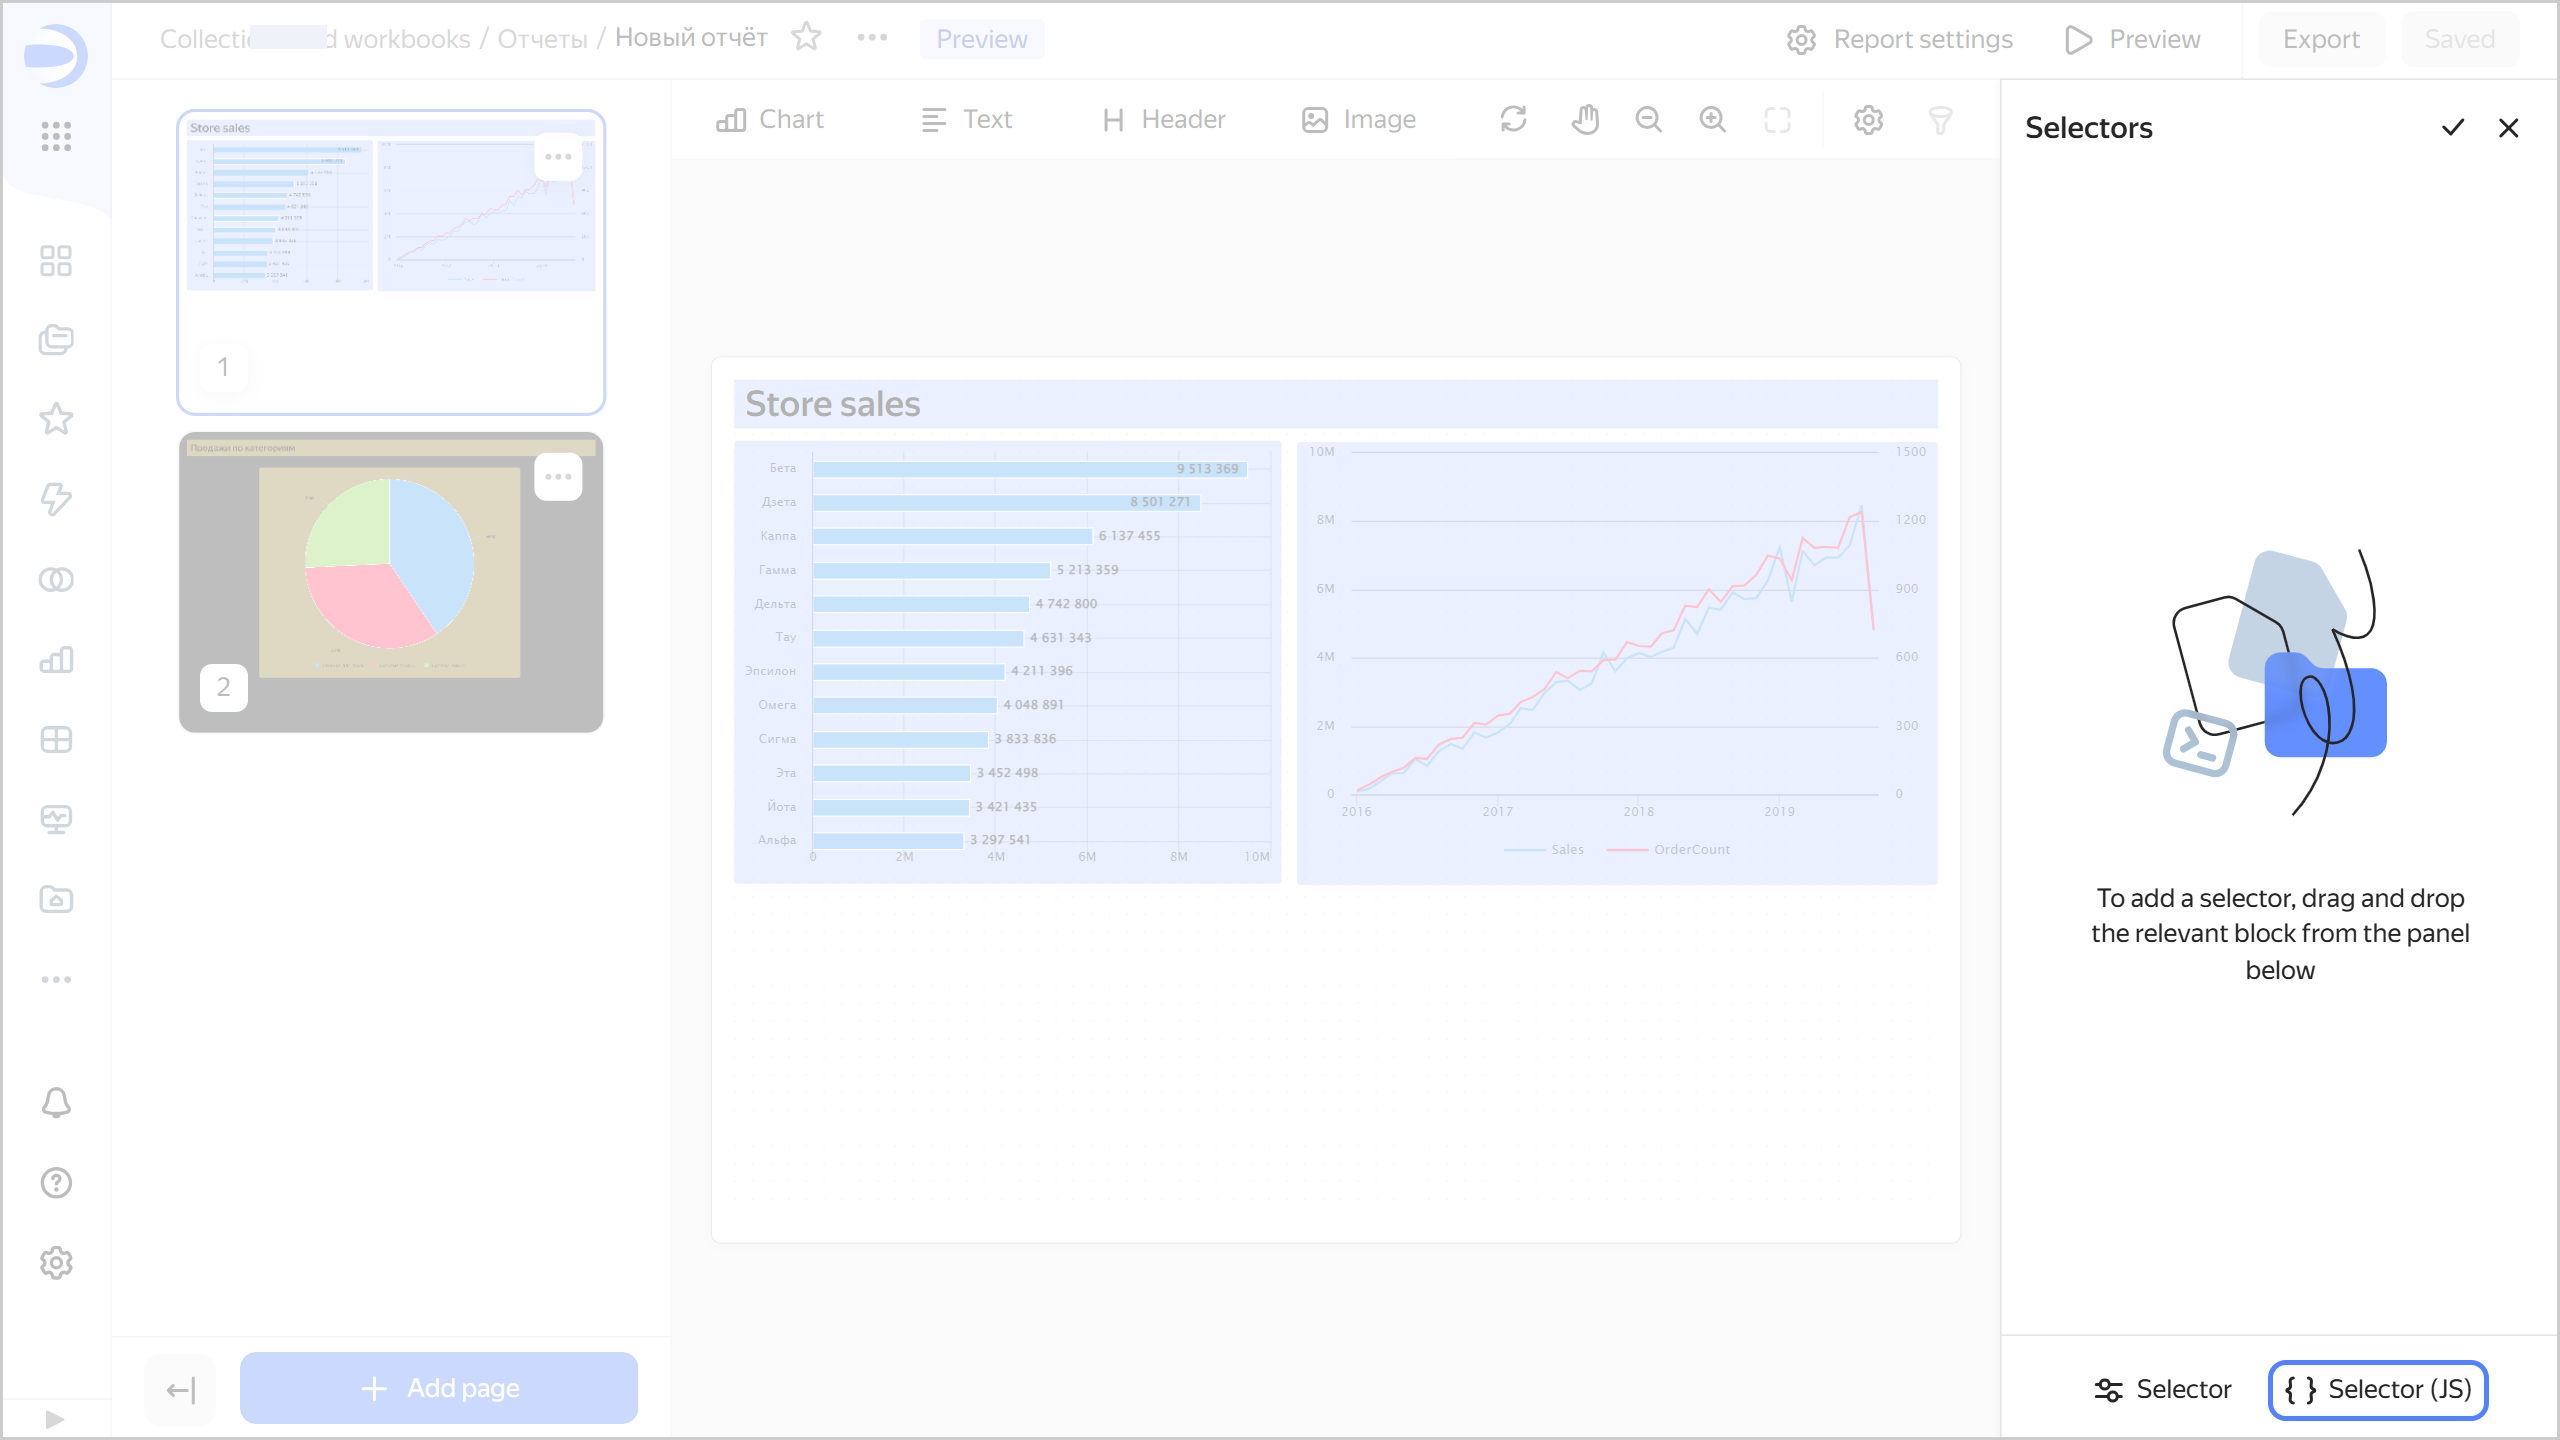 Collecti d workbooks / Отчеты / Новый отчёт
Preview
Report settings
Preview
Export
Saved
Store sales
1
Продажи по категориям
2
Add page
Chart
Text
Header
Image
Store sales
Бета 9 513 369
Дзета 8 501 271
Каппа 6 137 455
Гамма 5 213 359
Дельта 4 742 800
Тау 4 631 343
Эпсилон 4 211 396
Омега 4 048 891
Сигма 3 833 836
Эта 3 452 498
Йота 3 421 435
Альфа 3 297 541
0 2M 4M 6M 8M 10M
10M 1500
8M 1200
6M 900
4M 600
2M 300
0 0
2016 2017 2018 2019
Sales OrderCount
Selectors
To add a selector, drag and drop
the relevant block from the panel
below
Selector
{ } Selector (JS)